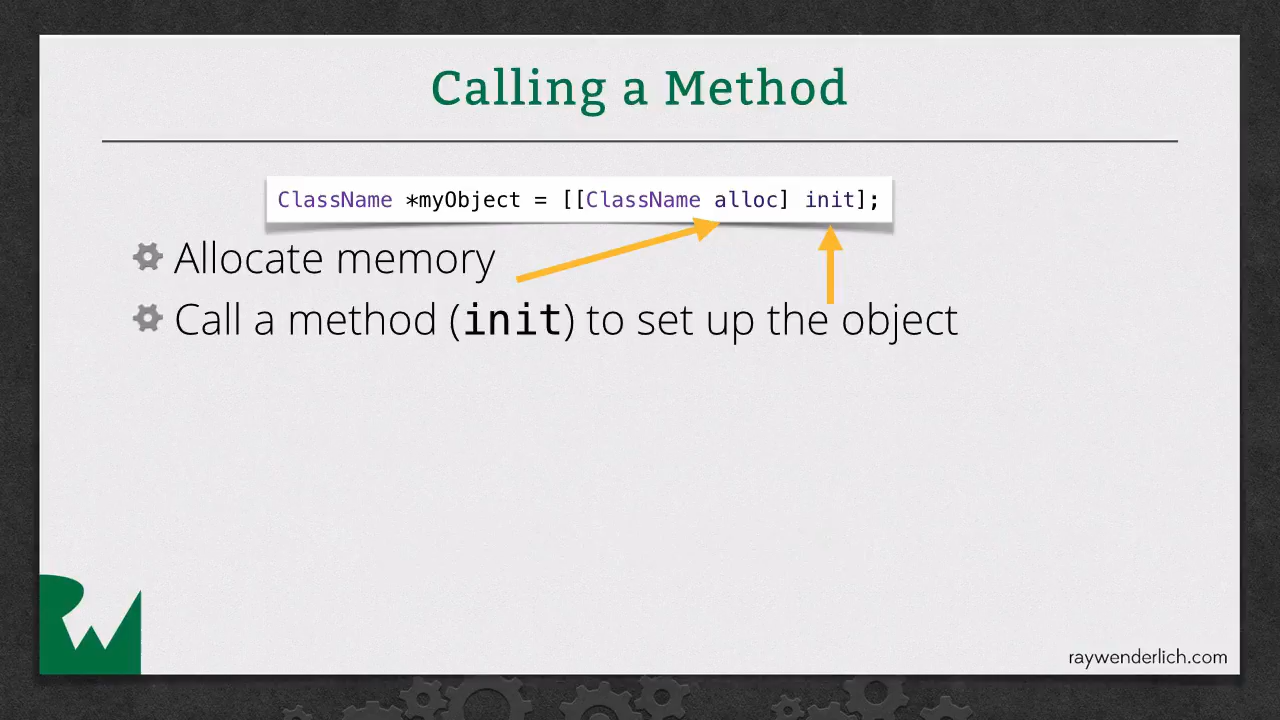 Calling a Method
ClassName *myObject = [[ClassName alloc] init];
Allocate memory
Call a method (init) to set up the object
RW
raywenderlich.com